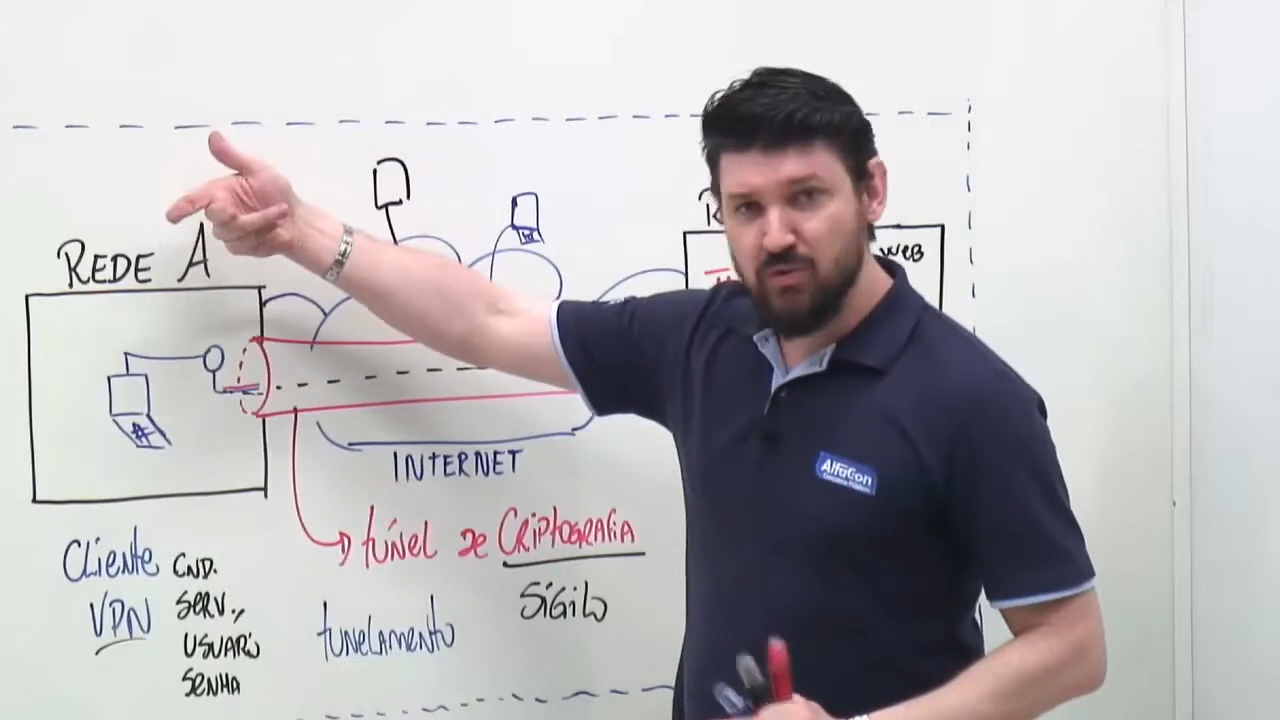 REDE A
WEB
INTERNET
túnel de Criptografia
SIGILO
Cliente
VPN
END.
SERV.,
USUÁRIO
SENHA
tunelamento
AlfaCon